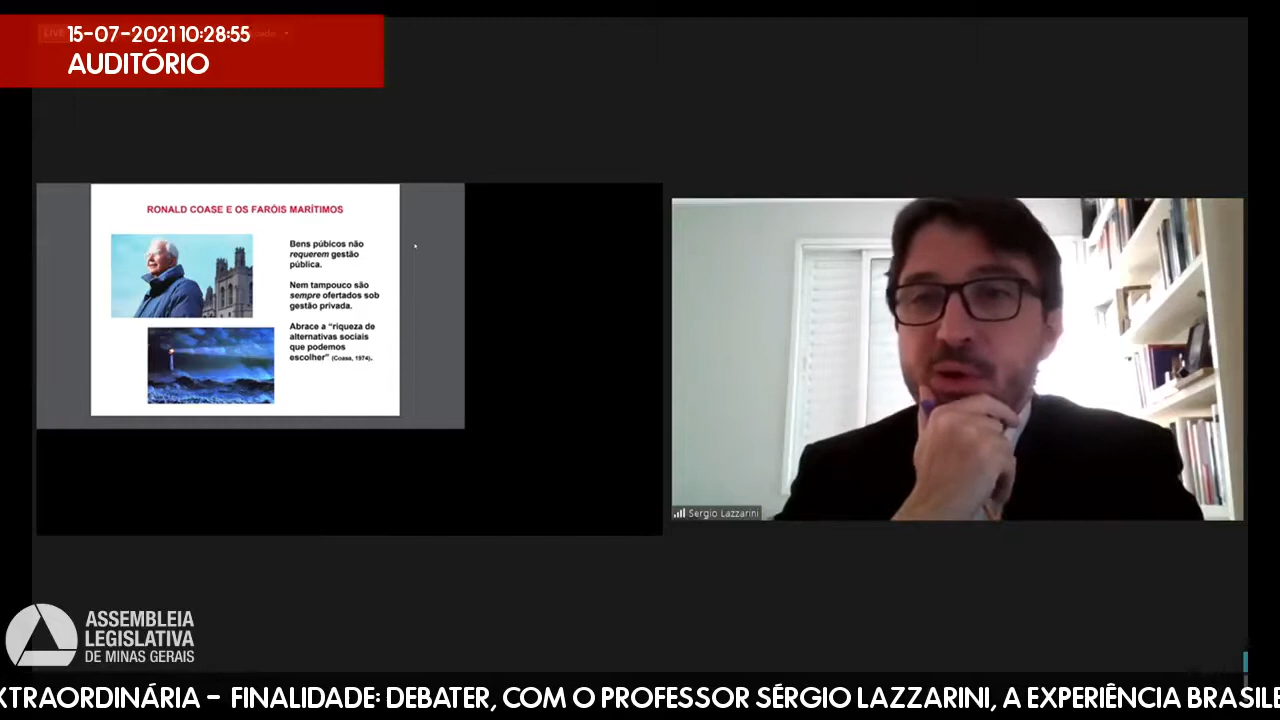 LIVE
15-07-2021 10:28:55
AUDITÓRIO
RONALD COASE E OS FARÓIS MARÍTIMOS
Bens púbicos não
requerem gestão
pública.
Nem tampouco são
sempre ofertados sob
gestão privada.
Abrace a “riqueza de
alternativas sociais
que podemos
escolher” (Coase, 1974).
Sergio Lazzarini
ASSEMBLEIA
LEGISLATIVA
DE MINAS GERAIS
XTRAORDINÁRIA - FINALIDADE: DEBATER, COM O PROFESSOR SÉRGIO LAZZARINI, A EXPERIÊNCIA BRASILE